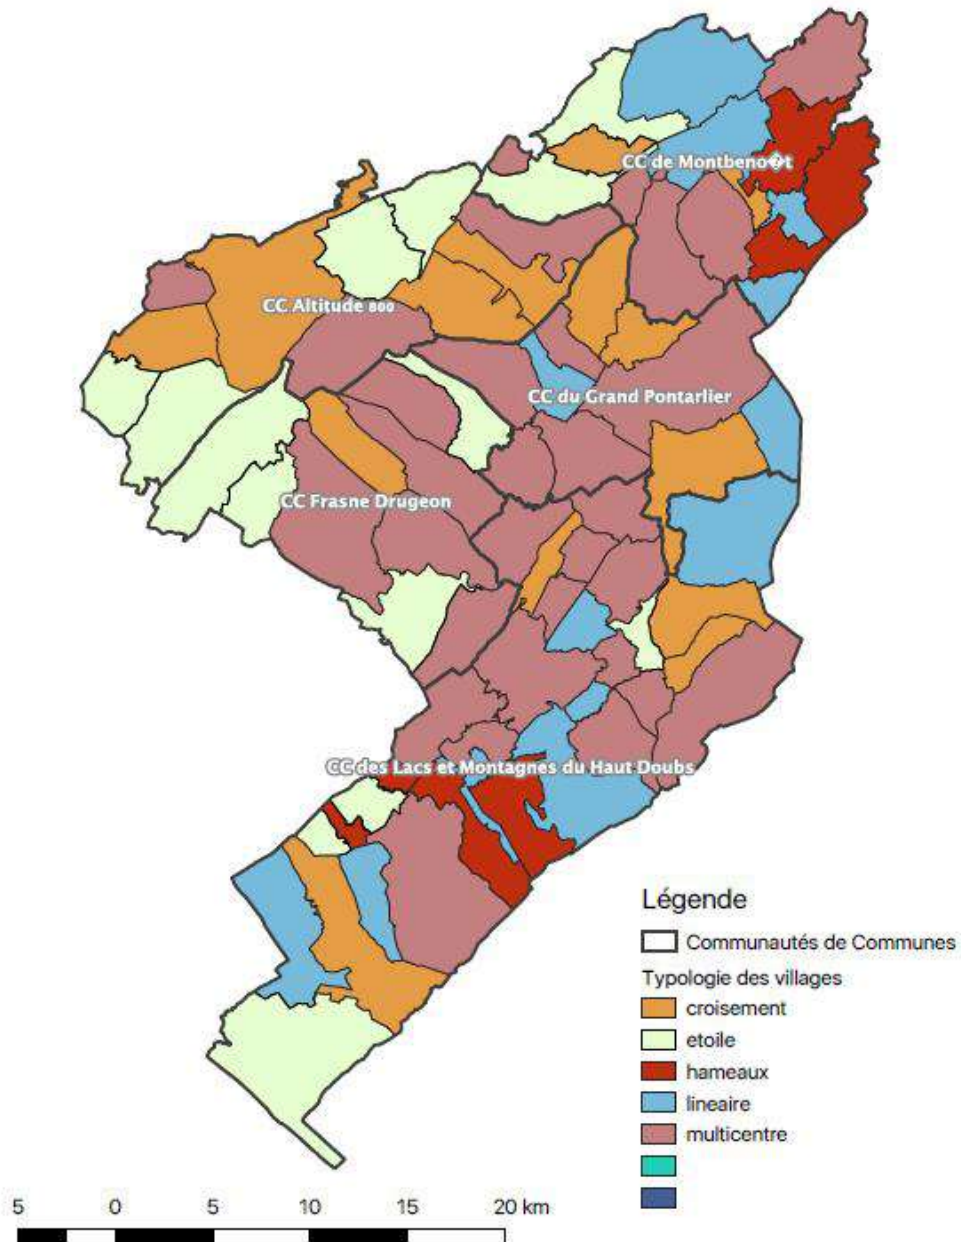 CC de Montbeno�t
CC Altitude 800
CC du Grand Pontarlier
CC Frasne Drugeon
CC des Lacs et Montagnes du Haut Doubs
Légende
Communautés de Communes
Typologie des villages
croisement
etoile
hameaux
lineaire
multicentre
5 0 5 10 15 20 km